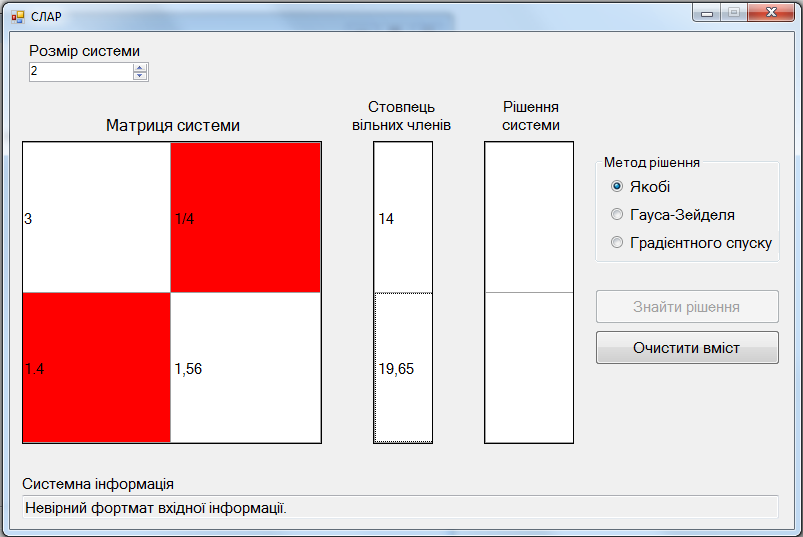 СЛАР
Розмір системи
2
Матриця системи
Стовпець
вільних членів
Рішення
системи
3
1/4
14
1.4
1,56
19,65
Метод рішення
Якобі
Гауса-Зейделя
Градієнтного спуску
Знайти рішення
Очистити вміст
Системна інформація
Невірний фортмат вхідної інформації.